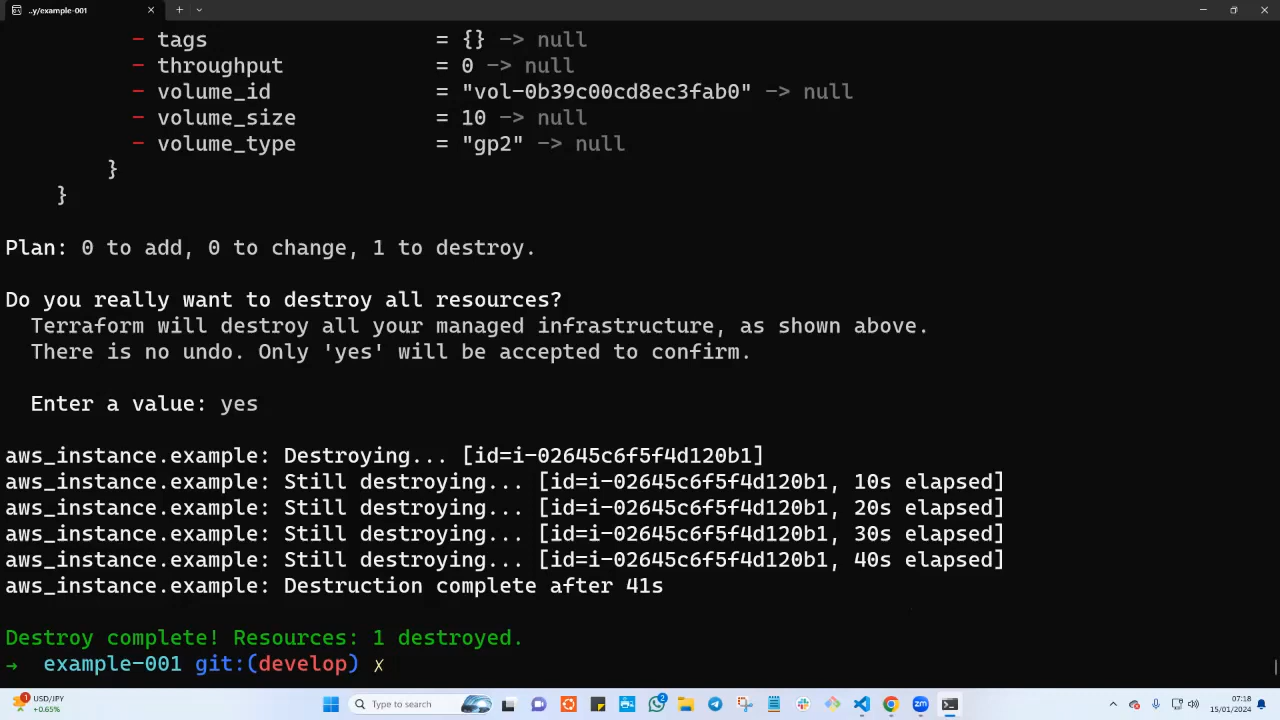 ..y/example-001
- tags = {} -> null
- throughput = 0 -> null
- volume_id = "vol-0b39c00cd8ec3fab0" -> null
- volume_size = 10 -> null
- volume_type = "gp2" -> null
}
}
Plan: 0 to add, 0 to change, 1 to destroy.
Do you really want to destroy all resources?
Terraform will destroy all your managed infrastructure, as shown above.
There is no undo. Only 'yes' will be accepted to confirm.
Enter a value: yes
aws_instance.example: Destroying... [id=i-02645c6f5f4d120b1]
aws_instance.example: Still destroying... [id=i-02645c6f5f4d120b1, 10s elapsed]
aws_instance.example: Still destroying... [id=i-02645c6f5f4d120b1, 20s elapsed]
aws_instance.example: Still destroying... [id=i-02645c6f5f4d120b1, 30s elapsed]
aws_instance.example: Still destroying... [id=i-02645c6f5f4d120b1, 40s elapsed]
aws_instance.example: Destruction complete after 41s
Destroy complete! Resources: 1 destroyed.
→ example-001 git:(develop) ✗
1 USD/JPY
+0.65%
Search
2
zm
07:18
15/01/2024